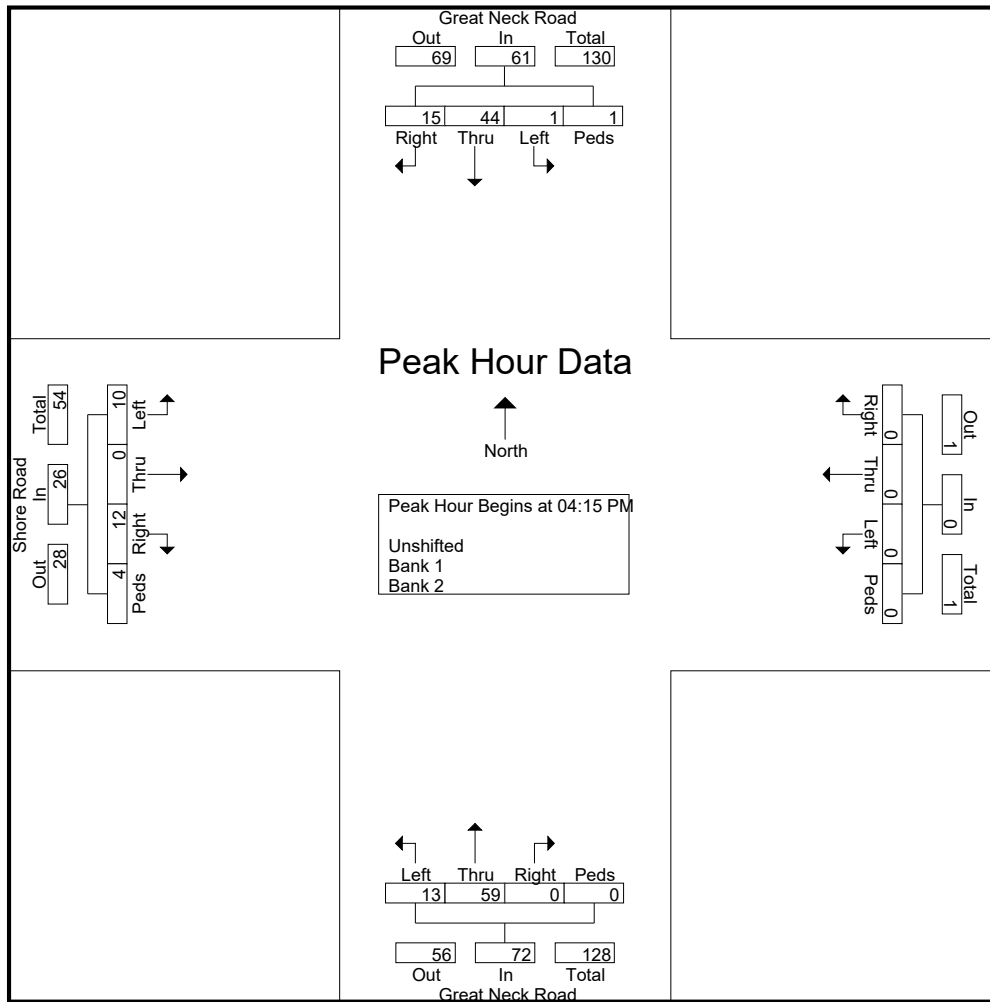 Great Neck Road
Out In Total
69 61 130
15 44 1 1
Right Thru Left Peds
Peak Hour Data
North
Peak Hour Begins at 04:15 PM
Unshifted
Bank 1
Bank 2
Shore Road
Out In Total
28 26 54
4 12 0 10
Peds Right Thru Left
Out In Total
1 0 1
Right Thru Left Peds
0 0 0 0
Left Thru Right Peds
13 59 0 0
56 72 128
Out In Total
Great Neck Road